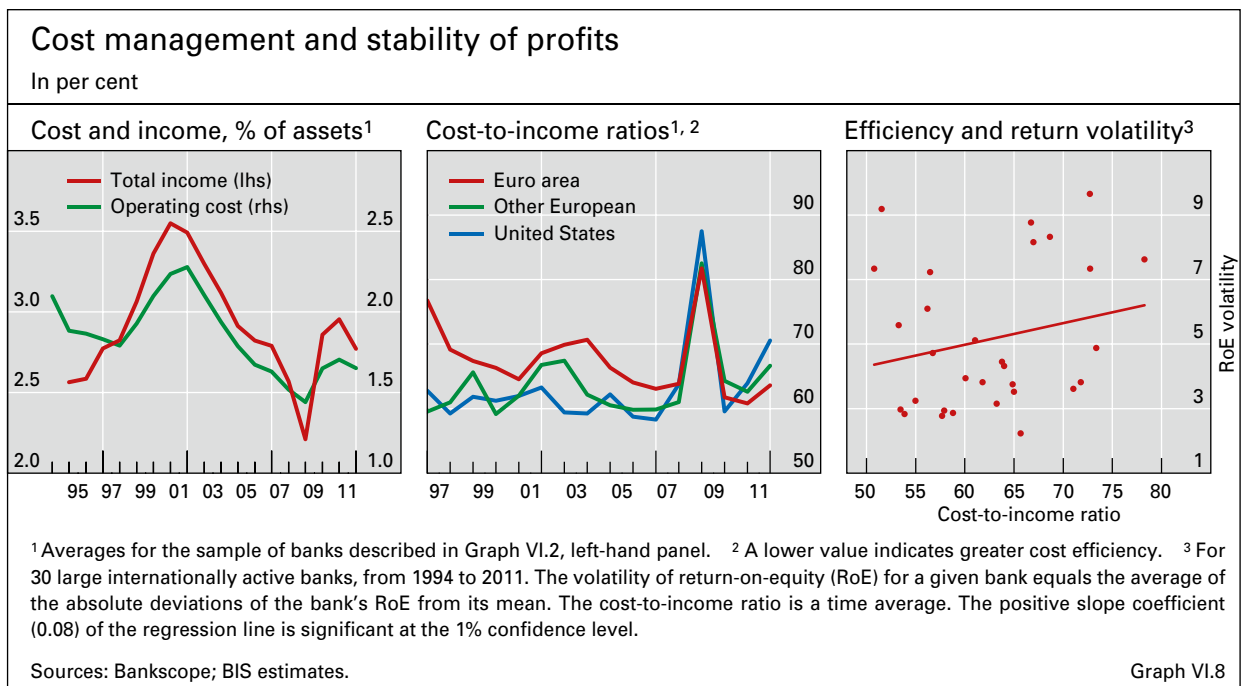 Cost management and stability of profits
In per cent
Cost and income, % of assets¹
Total income (lhs)
Operating cost (rhs)
3.5
3.0
2.5
2.0
2.5
2.0
1.5
1.0
95 97 99 01 03 05 07 09 11
Cost-to-income ratios¹, ²
Euro area
Other European
United States
90
80
70
60
50
97 99 01 03 05 07 09 11
Efficiency and return volatility³
9
7
5
3
1
RoE volatility
50 55 60 65 70 75 80
Cost-to-income ratio
¹ Averages for the sample of banks described in Graph VI.2, left-hand panel. ² A lower value indicates greater cost efficiency. ³ For
30 large internationally active banks, from 1994 to 2011. The volatility of return-on-equity (RoE) for a given bank equals the average of
the absolute deviations of the bank's RoE from its mean. The cost-to-income ratio is a time average. The positive slope coefficient
(0.08) of the regression line is significant at the 1% confidence level.
Sources: Bankscope; BIS estimates.
Graph VI.8